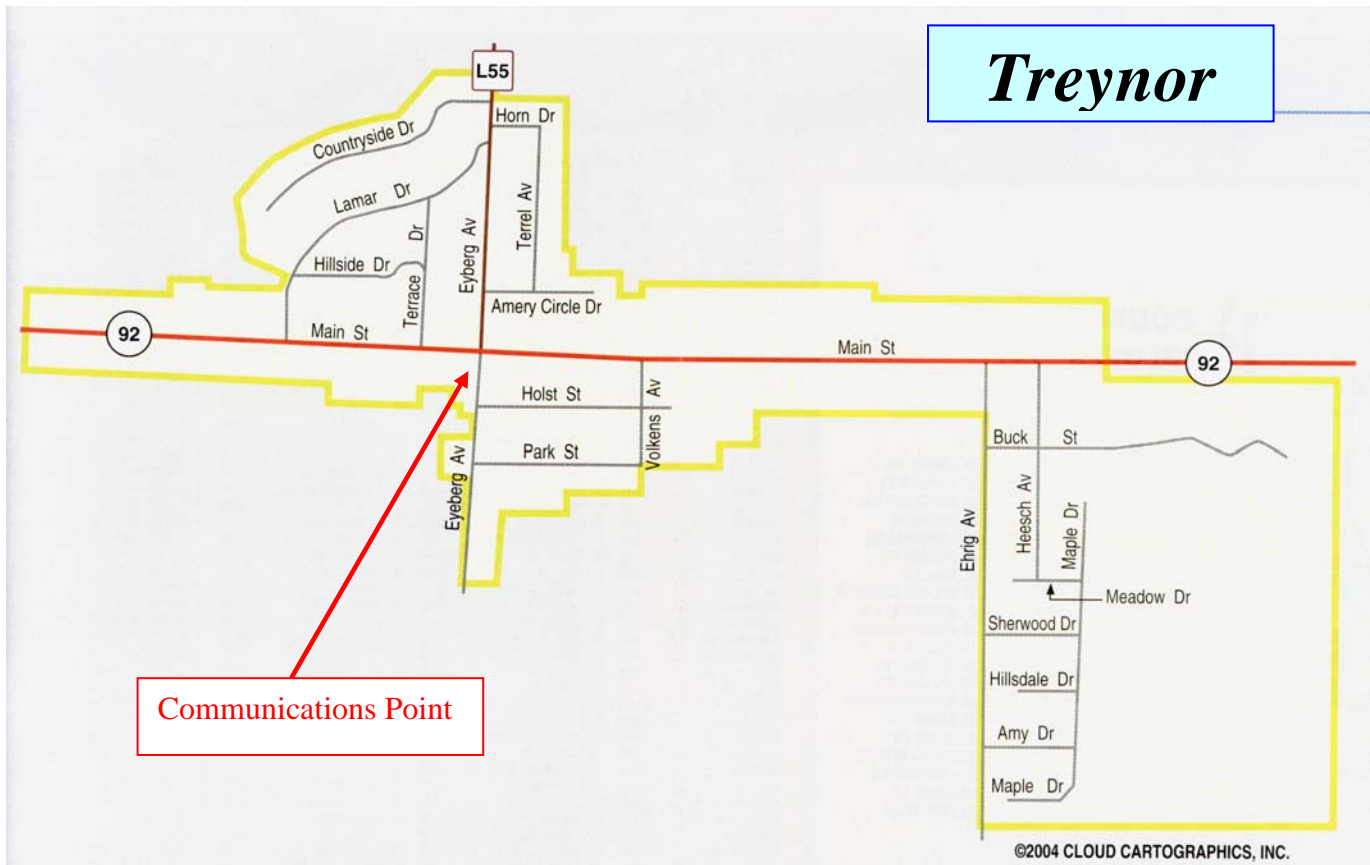 Treynor
L55
Horn Dr
Countryside Dr
Lamar Dr
Terrel Av
Eyberg Av
Terrace Dr
Hillside Dr
Amery Circle Dr
92
Main St
Main St
92
Holst St
Volkens Av
Park St
Eyeberg Av
Buck St
Heesch Av
Maple Dr
Ehrig Av
Meadow Dr
Sherwood Dr
Hillsdale Dr
Amy Dr
Maple Dr
Communications Point
©2004 CLOUD CARTOGRAPHICS, INC.